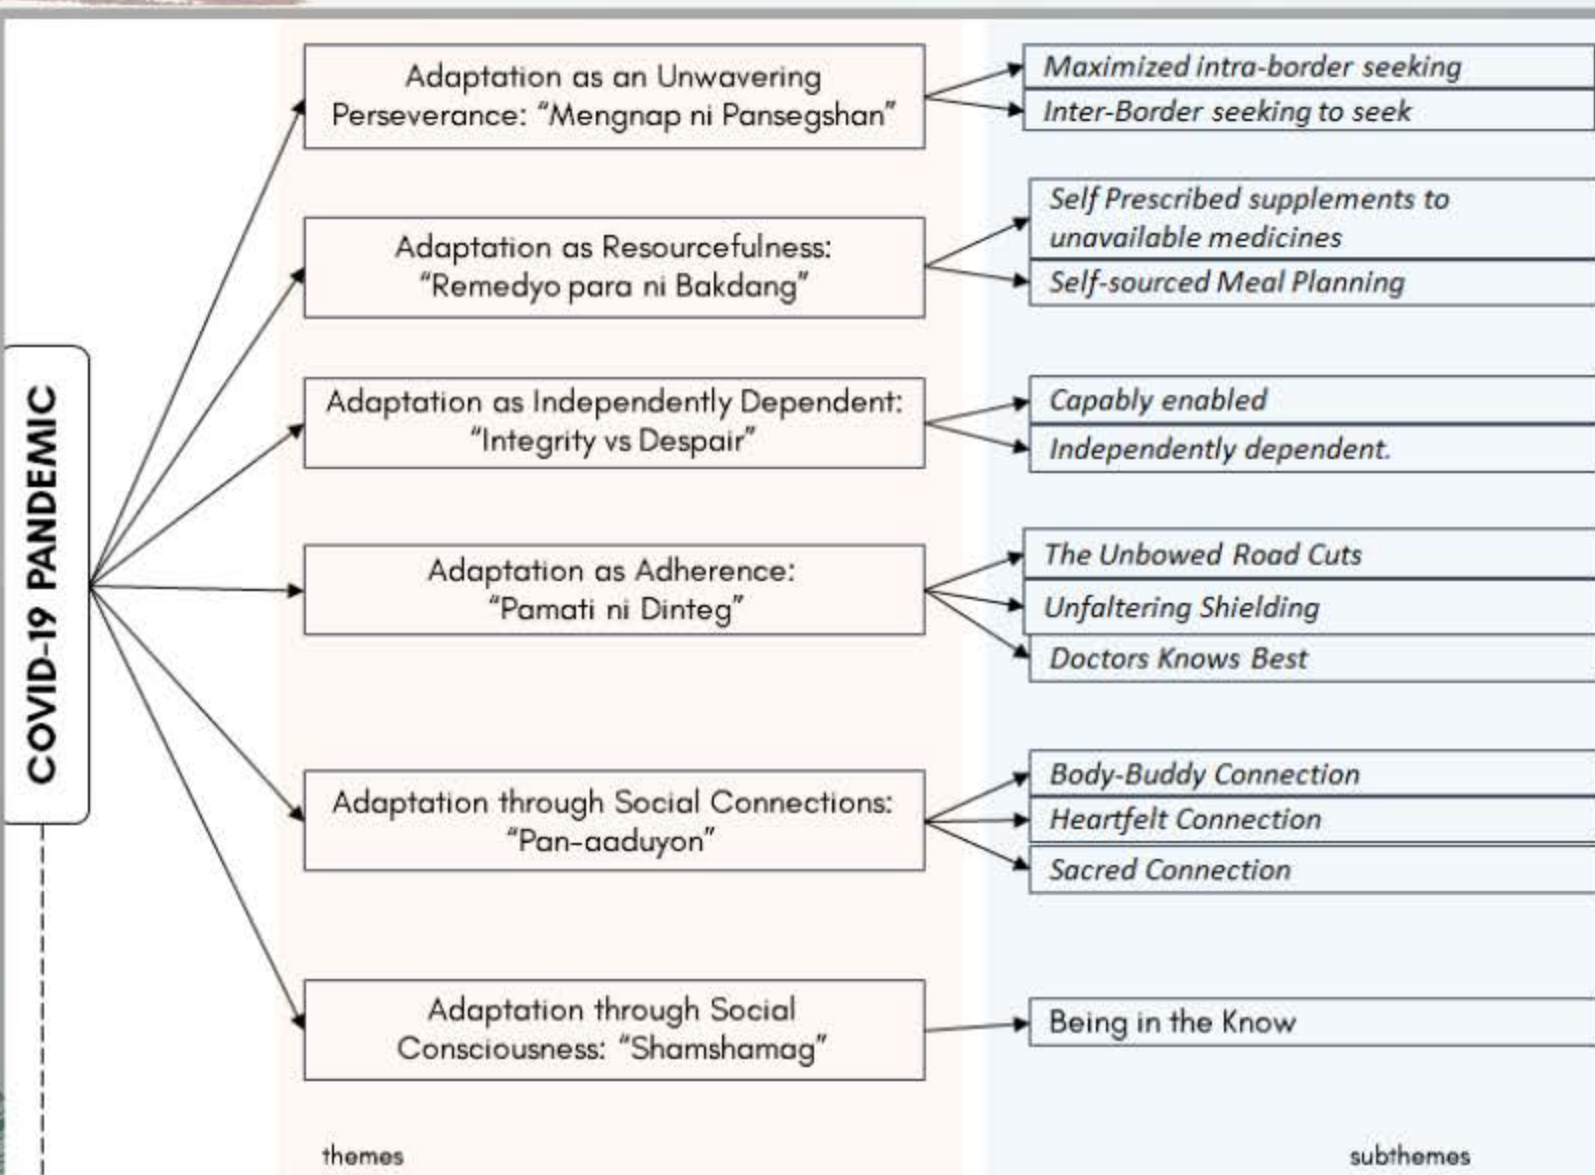 COVID-19 PANDEMIC
Adaptation as an Unwavering
Perseverance: “Mengnap ni Pansegshan”
Maximized intra-border seeking
Inter-Border seeking to seek
Adaptation as Resourcefulness:
“Remedyo para ni Bakdang”
Self Prescribed supplements to
unavailable medicines
Self-sourced Meal Planning
Adaptation as Independently Dependent:
“Integrity vs Despair”
Capably enabled
Independently dependent.
Adaptation as Adherence:
“Pamati ni Dinteg”
The Unbowed Road Cuts
Unfaltering Shielding
Doctors Knows Best
Adaptation through Social Connections:
“Pan-aaduyon”
Body-Buddy Connection
Heartfelt Connection
Sacred Connection
Adaptation through Social
Consciousness: “Shamshamag”
Being in the Know
themes
subthemes